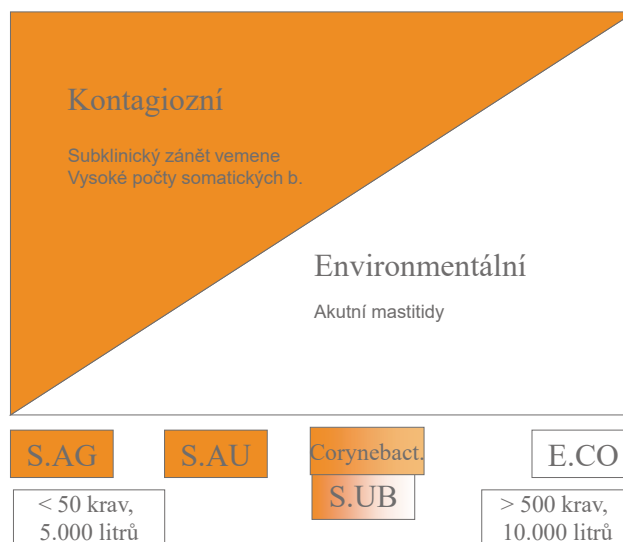 Kontagiozní
Subklinický zánět vemene
Vysoké počty somatických b.
Environmentální
Akutní mastitidy
S.AG
S.AU
Corynebact.
S.UB
E.CO
< 50 krav,
5.000 litrů
> 500 krav,
10.000 litrů